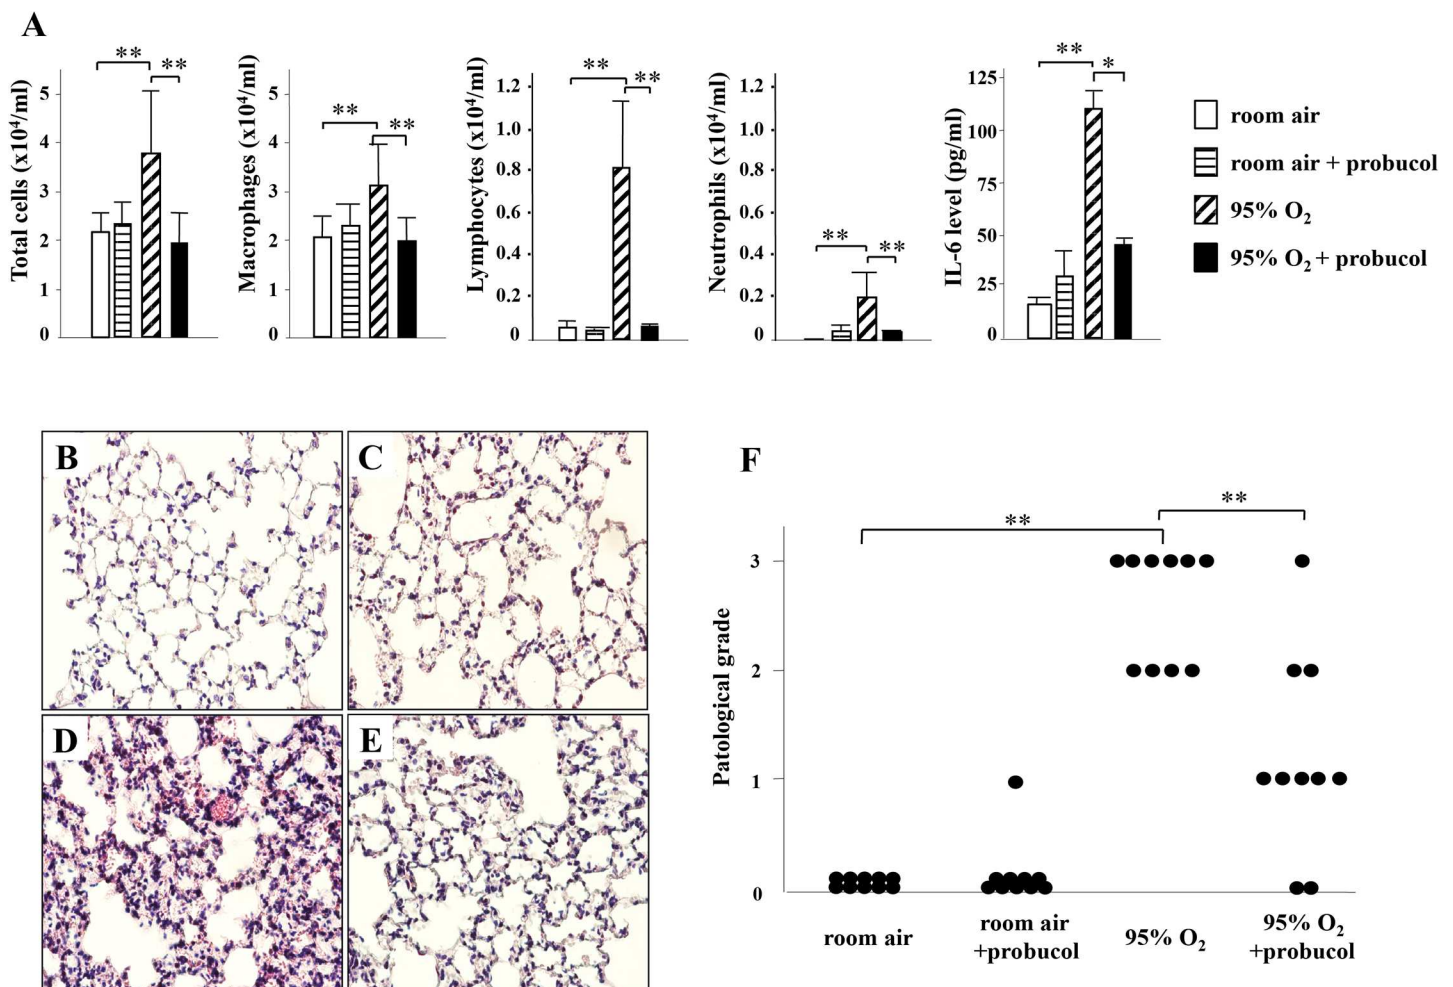 A
** **
Total cells (x10⁴/ml)
5
4
3
2
1
0
** **
Macrophages (x10⁴/ml)
5
4
3
2
1
0
** **
Lymphocytes (x10⁴/ml)
1.2
1.0
0.8
0.6
0.4
0.2
0
** **
Neutrophils (x10⁴/ml)
1.2
1.0
0.8
0.6
0.4
0.2
0
** *
IL-6 level (pg/ml)
125
100
75
50
25
0
room air
room air + probucol
95% O₂
95% O₂ + probucol
B
C
D
E
F
** **
Patological grade
3
2
1
0
room air
room air
+probucol
95% O₂
95% O₂
+probucol